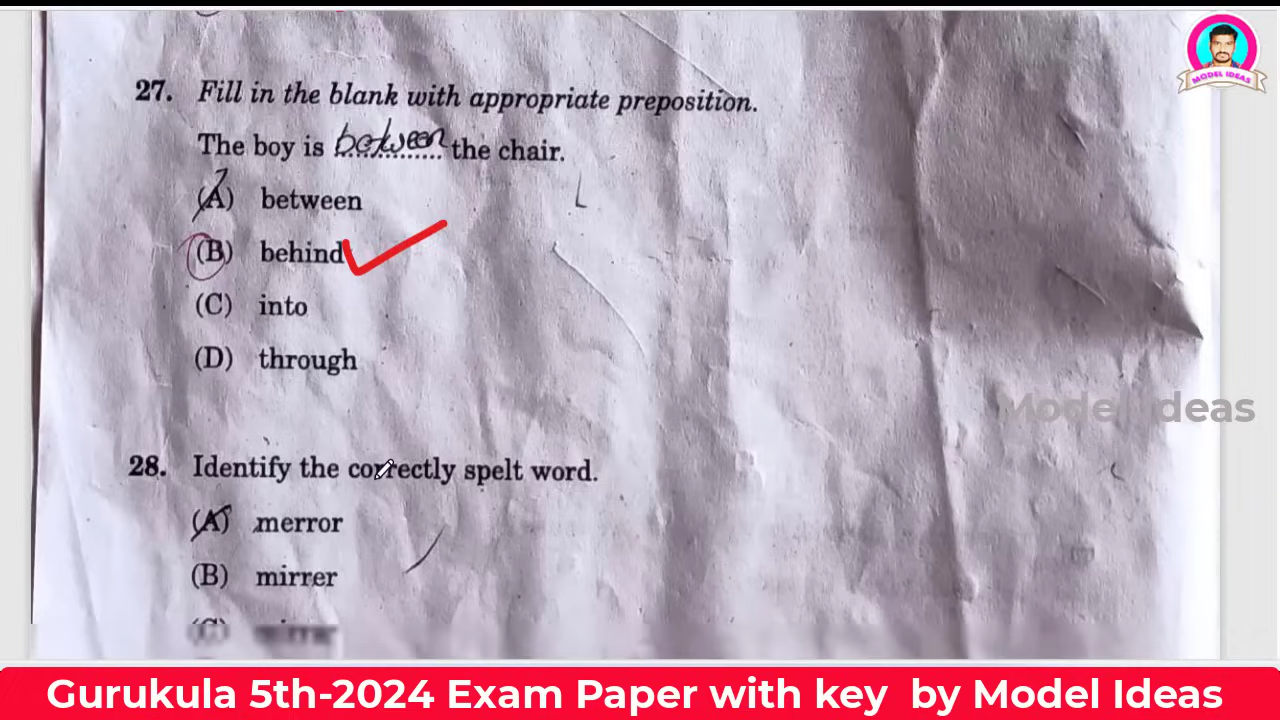 MODEL IDEAS
27. Fill in the blank with appropriate preposition.
The boy is between the chair.
(A) between
(B) behind
(C) into
(D) through
Model Ideas
28. Identify the correctly spelt word.
(A) merror
(B) mirrer
(C)
Gurukula 5th-2024 Exam Paper with key by Model Ideas